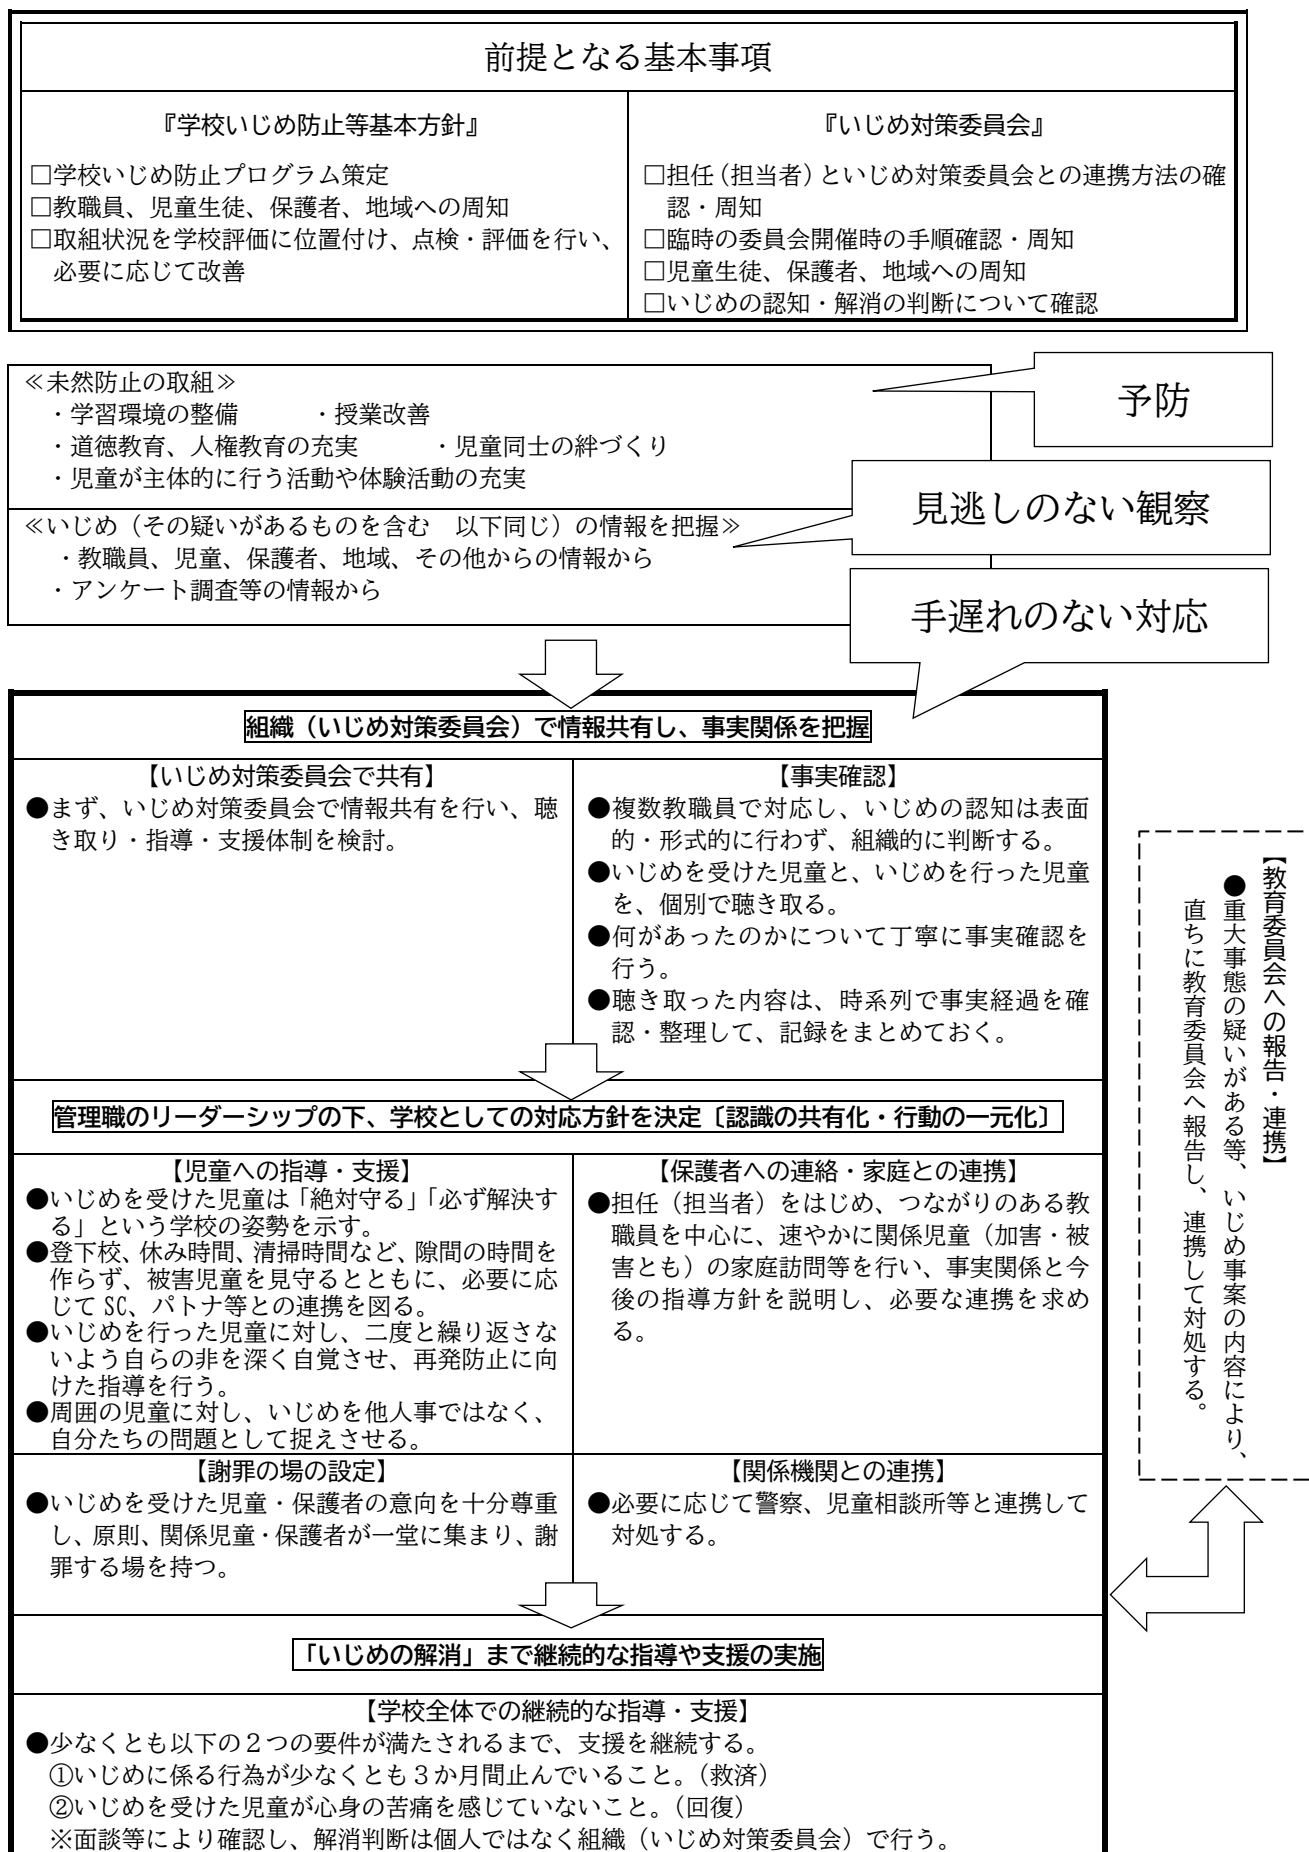 前提となる基本事項
『学校いじめ防止等基本方針』
□学校いじめ防止プログラム策定
□教職員、児童生徒、保護者、地域への周知
□取組状況を学校評価に位置付け、点検・評価を行い、
必要に応じて改善
『いじめ対策委員会』
□担任（担当者）といじめ対策委員会との連携方法の確
認・周知
□臨時の委員会開催時の手順確認・周知
□児童生徒、保護者、地域への周知
□いじめの認知・解消の判断について確認
≪未然防止の取組≫
・学習環境の整備　　　・授業改善
・道徳教育、人権教育の充実　　　・児童同士の絆づくり
・児童が主体的に行う活動や体験活動の充実
予防
≪いじめ（その疑いがあるものを含む　以下同じ）の情報を把握≫
・教職員、児童、保護者、地域、その他からの情報から
・アンケート調査等の情報から
見逃しのない観察
手遅れのない対応
組織（いじめ対策委員会）で情報共有し、事実関係を把握
【いじめ対策委員会で共有】
●まず、いじめ対策委員会で情報共有を行い、聴
き取り・指導・支援体制を検討。
【事実確認】
●複数教職員で対応し、いじめの認知は表面
的・形式的に行わず、組織的に判断する。
●いじめを受けた児童と、いじめを行った児童
を、個別で聴き取る。
●何があったのかについて丁寧に事実確認を
行う。
●聴き取った内容は、時系列で事実経過を確
認・整理して、記録をまとめておく。
管理職のリーダーシップの下、学校としての対応方針を決定〔認識の共有化・行動の一元化〕
【児童への指導・支援】
●いじめを受けた児童は「絶対守る」「必ず解決す
る」という学校の姿勢を示す。
●登下校、休み時間、清掃時間など、隙間の時間を
作らず、被害児童を見守るとともに、必要に応
じて SC、パトナ等との連携を図る。
●いじめを行った児童に対し、二度と繰り返さな
いよう自らの非を深く自覚させ、再発防止に向
けた指導を行う。
●周囲の児童に対し、いじめを他人事ではなく、
自分たちの問題として捉えさせる。
【保護者への連絡・家庭との連携】
●担任（担当者）をはじめ、つながりのある教
職員を中心に、速やかに関係児童（加害・被
害とも）の家庭訪問等を行い、事実関係と今
後の指導方針を説明し、必要な連携を求め
る。
【謝罪の場の設定】
●いじめを受けた児童・保護者の意向を十分尊重
し、原則、関係児童・保護者が一堂に集まり、謝
罪する場を持つ。
【関係機関との連携】
●必要に応じて警察、児童相談所等と連携して
対処する。
「いじめの解消」まで継続的な指導や支援の実施
【学校全体での継続的な指導・支援】
●少なくとも以下の２つの要件が満たされるまで、支援を継続する。
①いじめに係る行為が少なくとも３か月間止んでいること。（救済）
②いじめを受けた児童が心身の苦痛を感じていないこと。（回復）
※面談等により確認し、解消判断は個人ではなく組織（いじめ対策委員会）で行う。
【教育委員会への報告・連携】
●重大事態の疑いがある等、いじめ事案の内容により、
直ちに教育委員会へ報告し、連携して対処する。